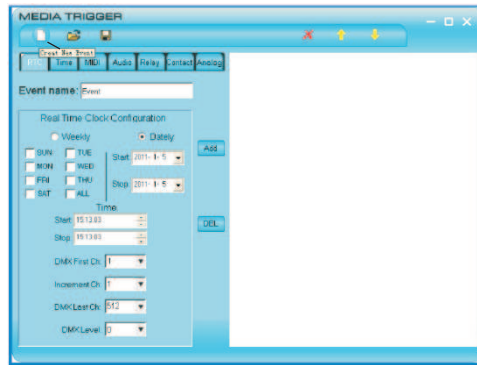 MEDIA TRIGGER
Create New Event
RTC Time MIDI Audio Relay Contact Analog
Event name: Event
Real Time Clock Configuration
Weekly Dately
SUN TUE
MON WED
FRI THU
SAT ALL
Start 2011- 1- 5
Stop 2011- 1- 5
Add
Time
Start 15:13:03
Stop 15:13:03
DEL
DMX First Ch. 1
Increment Ch. 1
DMX Last Ch. 512
DMX Level 0